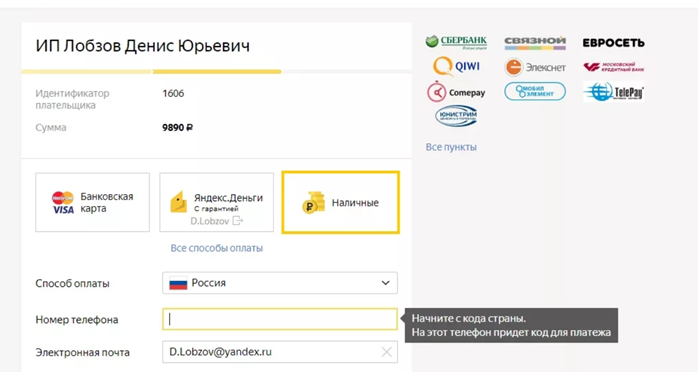 ИП Лобзов Денис Юрьевич
Идентификатор
плательщика
1606
Сумма
9890 ₽
MasterCard
VISA
Банковская
карта
Яндекс.Деньги
С гарантией
D.Lobzov
Наличные
Все способы оплаты
Способ оплаты
Россия
Номер телефона
Начните с кода страны.
На этот телефон придет код для платежа
Электронная почта
D.Lobzov@yandex.ru
СБЕРБАНК
СВЯЗНОЙ
ЕВРОСЕТЬ
QIWI
Элекснет
МОСКОВСКИЙ
КРЕДИТНЫЙ БАНК
Comepay
МОБИЛ
ЭЛЕМЕНТ
TelePay
ЮНИСТРИМ
Все пункты